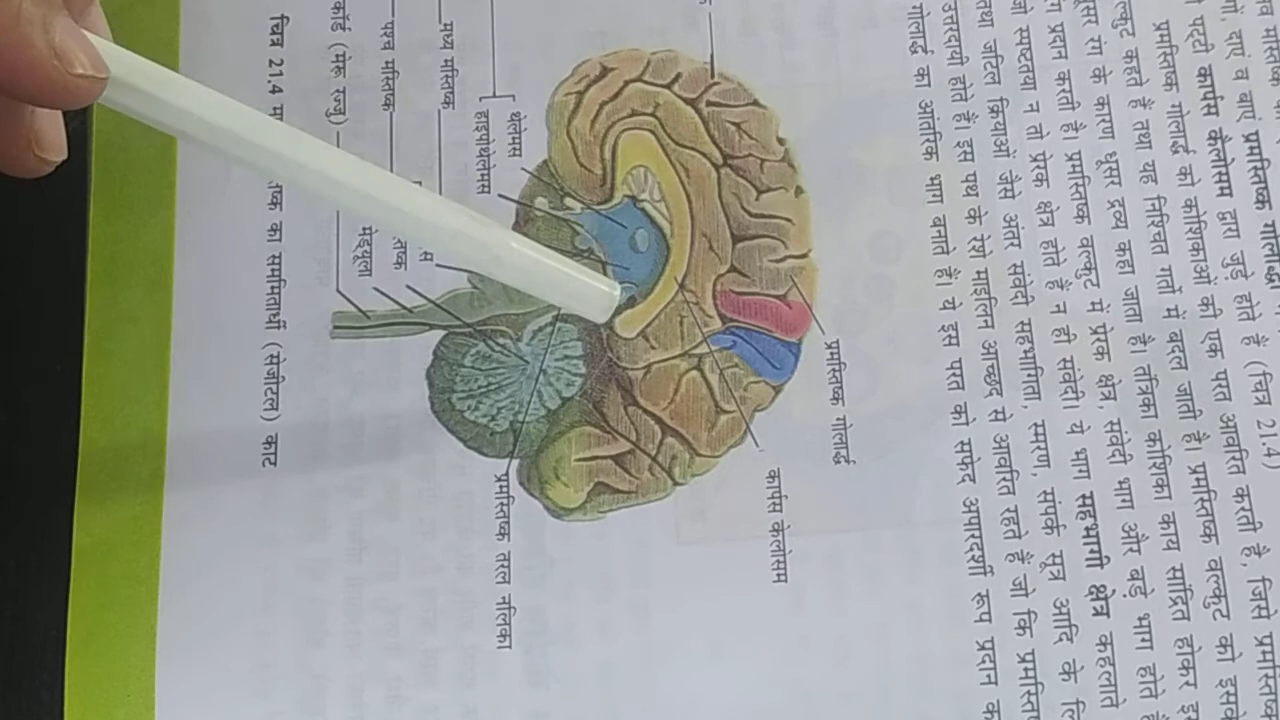 मव मस्तिष्क
गों, दाएं व बाएं प्रमस्तिष्क गोलार्द्धों में होते हैं (चित्र 21.4)
पट्टी कार्पस केलोसम द्वारा जुड़े होते हैं
प्रमस्तिष्क गोलार्द्ध को कोशिकाओं की एक परत आवरित करती है, जिसे प्रमस्तिष्क
ल्कुट कहते हैं तथा यह निश्चित गर्तों में बदल जाती है। प्रमस्तिष्क वल्कुट को इसके
धूसर रंग के कारण धूसर द्रव्य कहा जाता है। तंत्रिका कोशिका काय सांद्रित होकर इ
प्रदान करती है। प्रमस्तिष्क वल्कुट में प्रेरक क्षेत्र, संवेदी भाग और बड़े भाग होते हैं
जो स्पष्टतया न तो प्रेरक क्षेत्र होते हैं न ही संवेदी। ये भाग सहभागी क्षेत्र कहलाते
तथा जटिल क्रियाओं जैसे अंतर संवेदी सहभागिता, स्मरण, संपर्क सूत्र आदि के लि
उत्तरदायी होते हैं। इस पथ के रेशे माइलिन आच्छद से आवरित रहते हैं जो कि प्रमस्तिष
गोलार्द्ध का आंतरिक भाग बनाते हैं। ये इस परत को सफेद अपारदर्शी रूप प्रदान क
प्रमस्तिष्क गोलार्द्ध
कार्पस केलोसम
थेलेमस
हाइपोथेलेमस
प्रमस्तिष्क तरल नलिका
मध्य मस्तिष्क
पश्च मस्तिष्क
मेड्यूला
कॉर्ड (मेरु रज्जु)
चित्र 21.4 का सममितार्धी (सेजीटल) काट